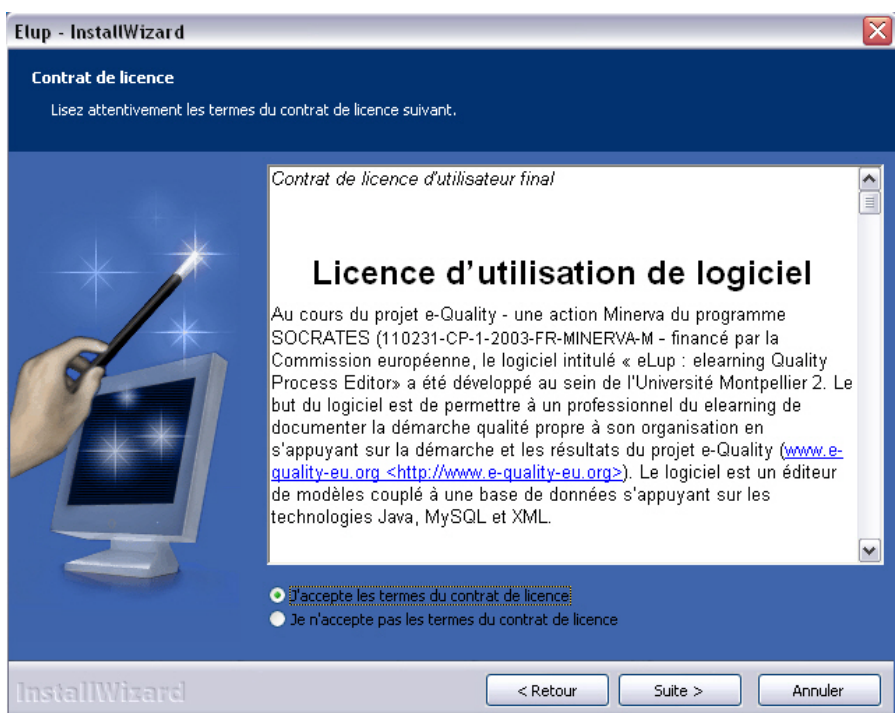 Elup - InstallWizard
Contrat de licence
Lisez attentivement les termes du contrat de licence suivant.
Contrat de licence d'utilisateur final
Licence d'utilisation de logiciel
Au cours du projet e-Quality - une action Minerva du programme
SOCRATES (110231-CP-1-2003-FR-MINERVA-M - financé par la
Commission européenne, le logiciel intitulé « eLup : elearning Quality
Process Editor» a été développé au sein de l'Université Montpellier 2. Le
but du logiciel est de permettre à un professionnel du elearning de
documenter la démarche qualité propre à son organisation en
s'appuyant sur la démarche et les résultats du projet e-Quality (www.e-
quality-eu.org <http://www.e-quality-eu.org>). Le logiciel est un éditeur
de modèles couplé à une base de données s'appuyant sur les
technologies Java, MySQL et XML.
J'accepte les termes du contrat de licence
Je n'accepte pas les termes du contrat de licence
InstallWizard
< Retour
Suite >
Annuler